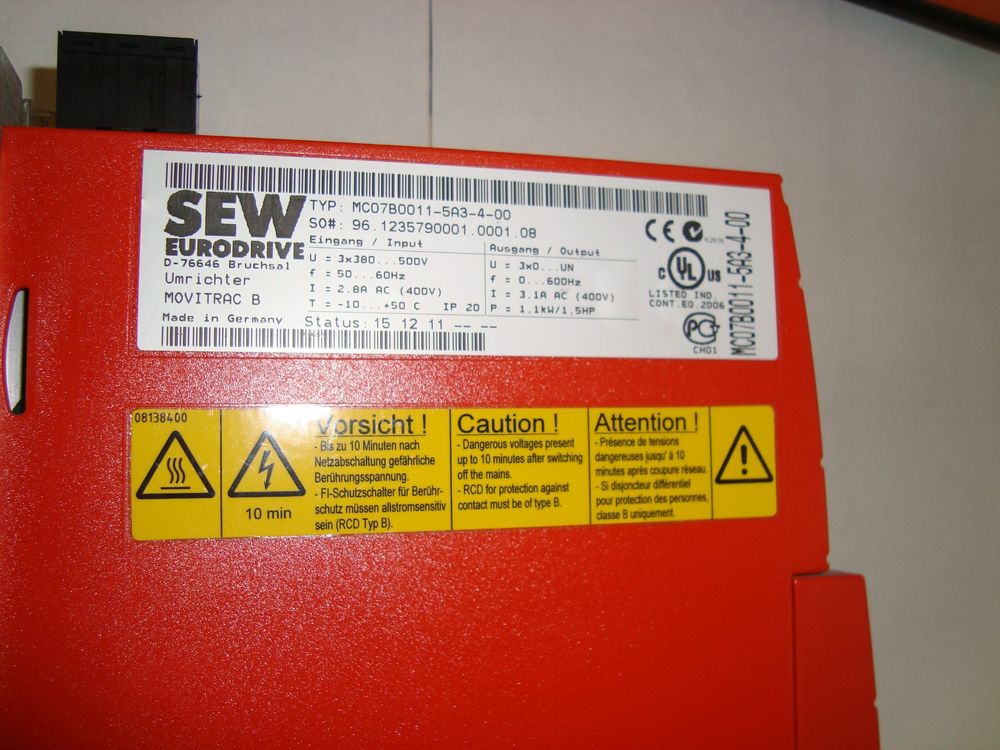 SEW
EURODRIVE
D-76646 Bruchsal
Umrichter
MOVITRAC B
Made in Germany
TYP: MC07B0011-5A3-4-00
SO#: 96.1235790001.0001.08
Eingang / Input
U = 3x380...500V
f = 50...60Hz
I = 2.8A AC (400V)
T = -10...+50 C IP 20
Status: 15 12 11 -- --
Ausgang / Output
U = 3x0...UN
f = 0...600Hz
I = 3.1A AC (400V)
P = 1.1kW/1.5HP
CE
C UL US
LISTED IND.
CONT.EQ.2D06
CH01
MC07B0011-5A3-4-00
08138400
10 min
Vorsicht !
- Bis zu 10 Minuten nach
Netzabschaltung gefährliche
Berührungsspannung.
- FI-Schutzschalter für Berühr-
schutz müssen allstromsensitiv
sein (RCD Typ B).
Caution !
- Dangerous voltages present
up to 10 minutes after switching
off the mains.
- RCD for protection against
contact must be of type B.
Attention !
- Présence de tensions
dangereuses jusqu' à 10
minutes après coupure réseau.
- Si disjoncteur différentiel
pour protection des personnes,
classe B uniquement.